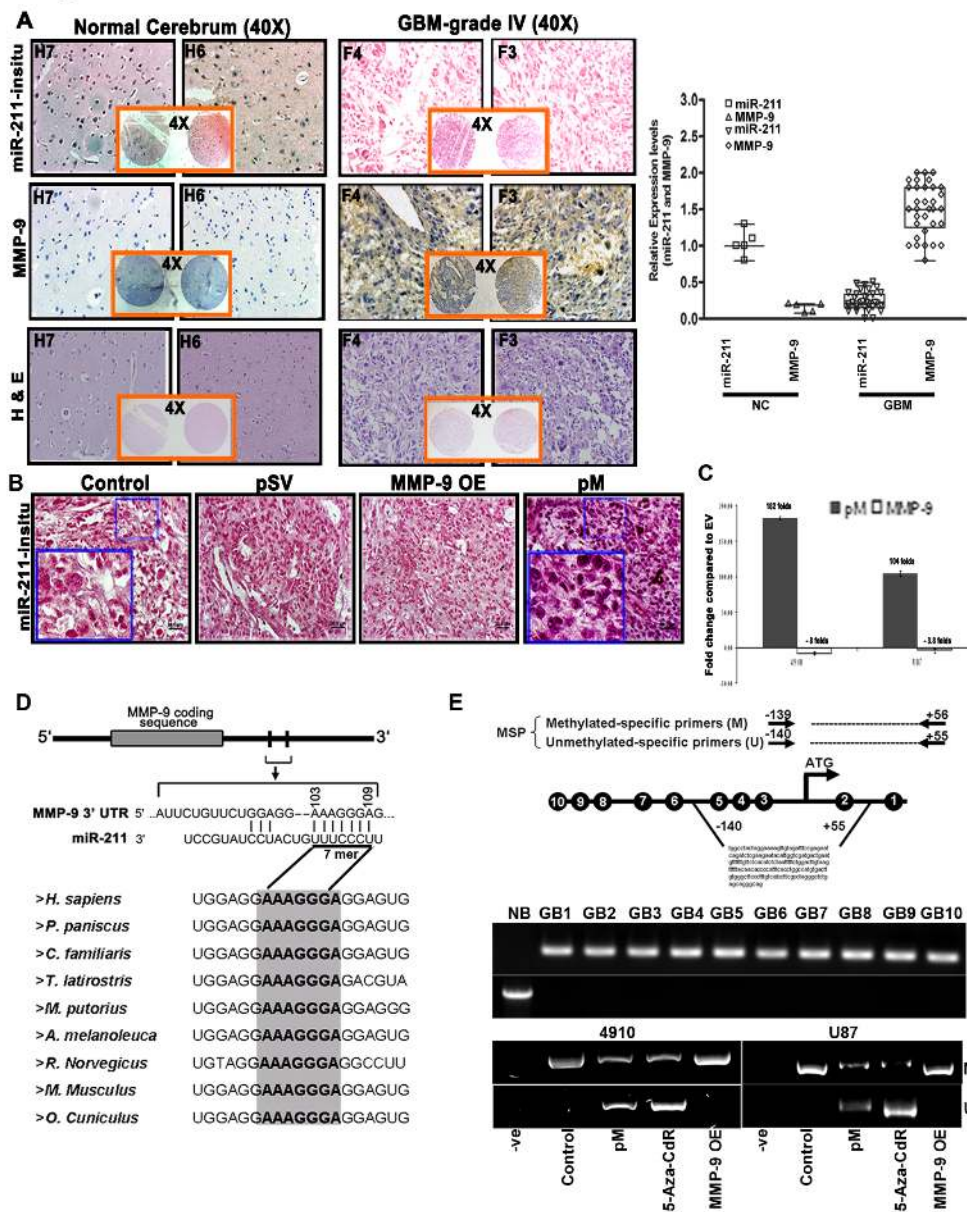 A
Normal Cerebrum (40X)
GBM-grade IV (40X)
miR-211-insitu
H7
H6
4X
F4
F3
4X
MMP-9
H7
H6
4X
F4
F3
4X
H & E
H7
H6
4X
F4
F3
4X
Relative Expression levels
(miR-211 and MMP-9)
3.0
2.5
2.0
1.5
1.0
0.5
0.0
miR-211
MMP-9
miR-211
MMP-9
miR-211
MMP-9
miR-211
MMP-9
NC
GBM
B
Control
pSV
MMP-9 OE
pM
miR-211-insitu
C
pM
MMP-9
Fold change compared to EV
182 folds
- 8 folds
104 folds
- 3.8 folds
4910
U87
D
MMP-9 coding
sequence
5'
3'
103
109
MMP-9 3' UTR 5' ..AUUCUGUUCUGGAGG---AAAGGGAG...
miR-211 3' UCCGUAUCCUACUGUUUCCCUU
7 mer
>H. sapiens UGGAGGAAAGGGAGGAGUG
>P. paniscus UGGAGGAAAGGGAGGAGUG
>C. familiaris UGGAGGAAAGGGAGGAGUG
>T. latirostris UGGAGGAAAGGGAGACGUA
>M. putorius UGGAGGAAAGGGAGGAGGG
>A. melanoleuca UGGAGGAAAGGGAGGAGUG
>R. Norvegicus UGTAGGAAAGGGAGGCCUU
>M. Musculus UGGAGGAAAGGGAGGAGUG
>O. Cuniculus UGGAGGAAAGGGAGGAGUG
E
MSP
Methylated-specific primers (M)
Unmethylated-specific primers (U)
-139
+56
-140
+55
ATG
10 9 8 7 6 5 4 3 2 1
-140
+55
NB GB1 GB2 GB3 GB4 GB5 GB6 GB7 GB8 GB9 GB10
4910
U87
M
U
-ve
Control
pM
5-Aza-CdR
MMP-9 OE
-ve
Control
pM
5-Aza-CdR
MMP-9 OE